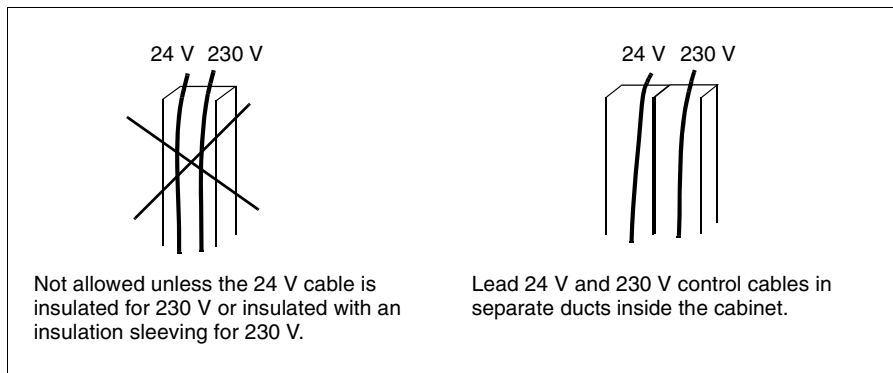 24 V 230 V
Not allowed unless the 24 V cable is
insulated for 230 V or insulated with an
insulation sleeving for 230 V.
24 V 230 V
Lead 24 V and 230 V control cables in
separate ducts inside the cabinet.